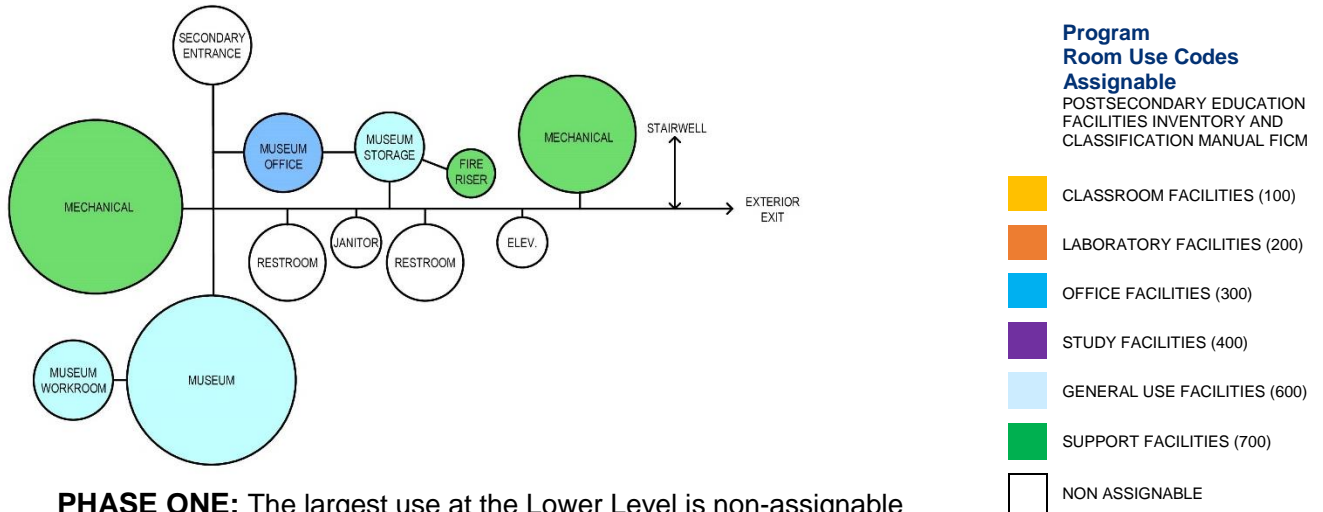 SECONDARY
ENTRANCE
MUSEUM
OFFICE
MUSEUM
STORAGE
FIRE
RISER
MECHANICAL
STAIRWELL
MECHANICAL
EXTERIOR
EXIT
RESTROOM
JANITOR
RESTROOM
ELEV.
MUSEUM
WORKROOM
MUSEUM
Program
Room Use Codes
Assignable
POSTSECONDARY EDUCATION
FACILITIES INVENTORY AND
CLASSIFICATION MANUAL FICM
CLASSROOM FACILITIES (100)
LABORATORY FACILITIES (200)
OFFICE FACILITIES (300)
STUDY FACILITIES (400)
GENERAL USE FACILITIES (600)
SUPPORT FACILITIES (700)
NON ASSIGNABLE
PHASE ONE: The largest use at the Lower Level is non-assignable